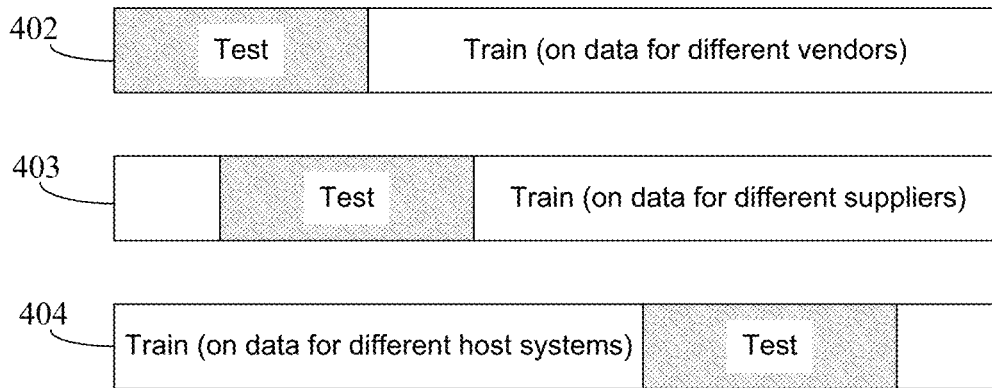 402
Test
Train (on data for different vendors)
403
Test
Train (on data for different suppliers)
404
Train (on data for different host systems)
Test